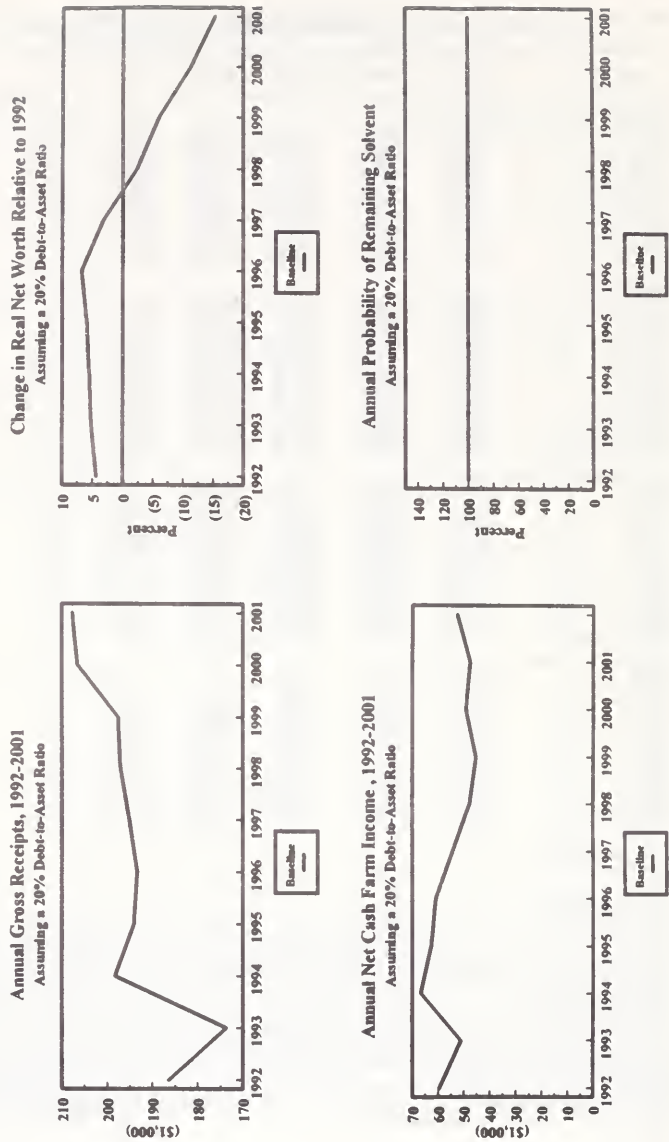 Annual Gross Receipts, 1992-2001
Assuming a 20% Debt-to-Asset Ratio
($1,000)
210
200
190
180
170
1992 1993 1994 1995 1996 1997 1998 1999 2000 2001
Baseline
Change in Real Net Worth Relative to 1992
Assuming a 20% Debt-to-Asset Ratio
Percent
10
5
0
(5)
(10)
(15)
(20)
1992 1993 1994 1995 1996 1997 1998 1999 2000 2001
Baseline
Annual Net Cash Farm Income , 1992-2001
Assuming a 20% Debt-to-Asset Ratio
($1,000)
70
60
50
40
30
20
10
0
1992 1993 1994 1995 1996 1997 1998 1999 2000 2001
Baseline
Annual Probability of Remaining Solvent
Assuming a 20% Debt-to-Asset Ratio
Percent
140
120
100
80
60
40
20
0
1992 1993 1994 1995 1996 1997 1998 1999 2000 2001
Baseline